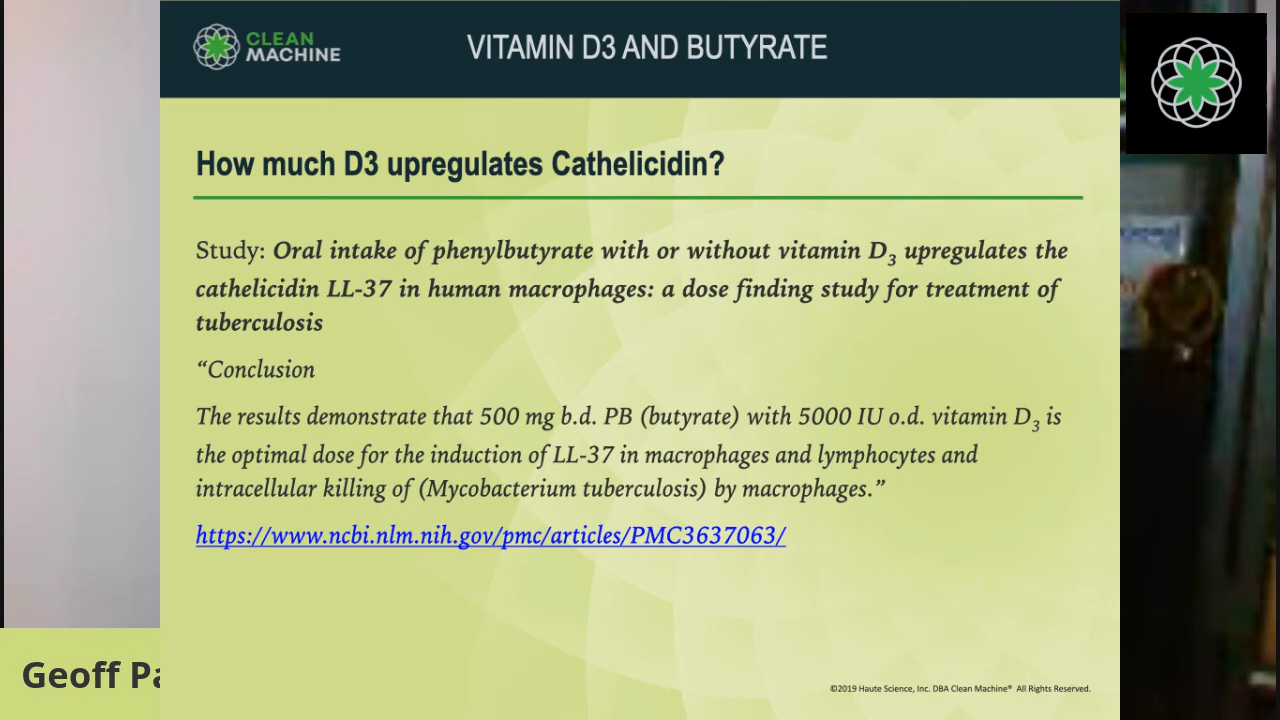 CLEAN
MACHINE
VITAMIN D3 AND BUTYRATE
How much D3 upregulates Cathelicidin?
Study: Oral intake of phenylbutyrate with or without vitamin D3 upregulates the
cathelicidin LL-37 in human macrophages: a dose finding study for treatment of
tuberculosis
“Conclusion
The results demonstrate that 500 mg b.d. PB (butyrate) with 5000 IU o.d. vitamin D3 is
the optimal dose for the induction of LL-37 in macrophages and lymphocytes and
intracellular killing of (Mycobacterium tuberculosis) by macrophages.”
https://www.ncbi.nlm.nih.gov/pmc/articles/PMC3637063/
Geoff Pa
©2019 Haute Science, Inc. DBA Clean Machine® All Rights Reserved.